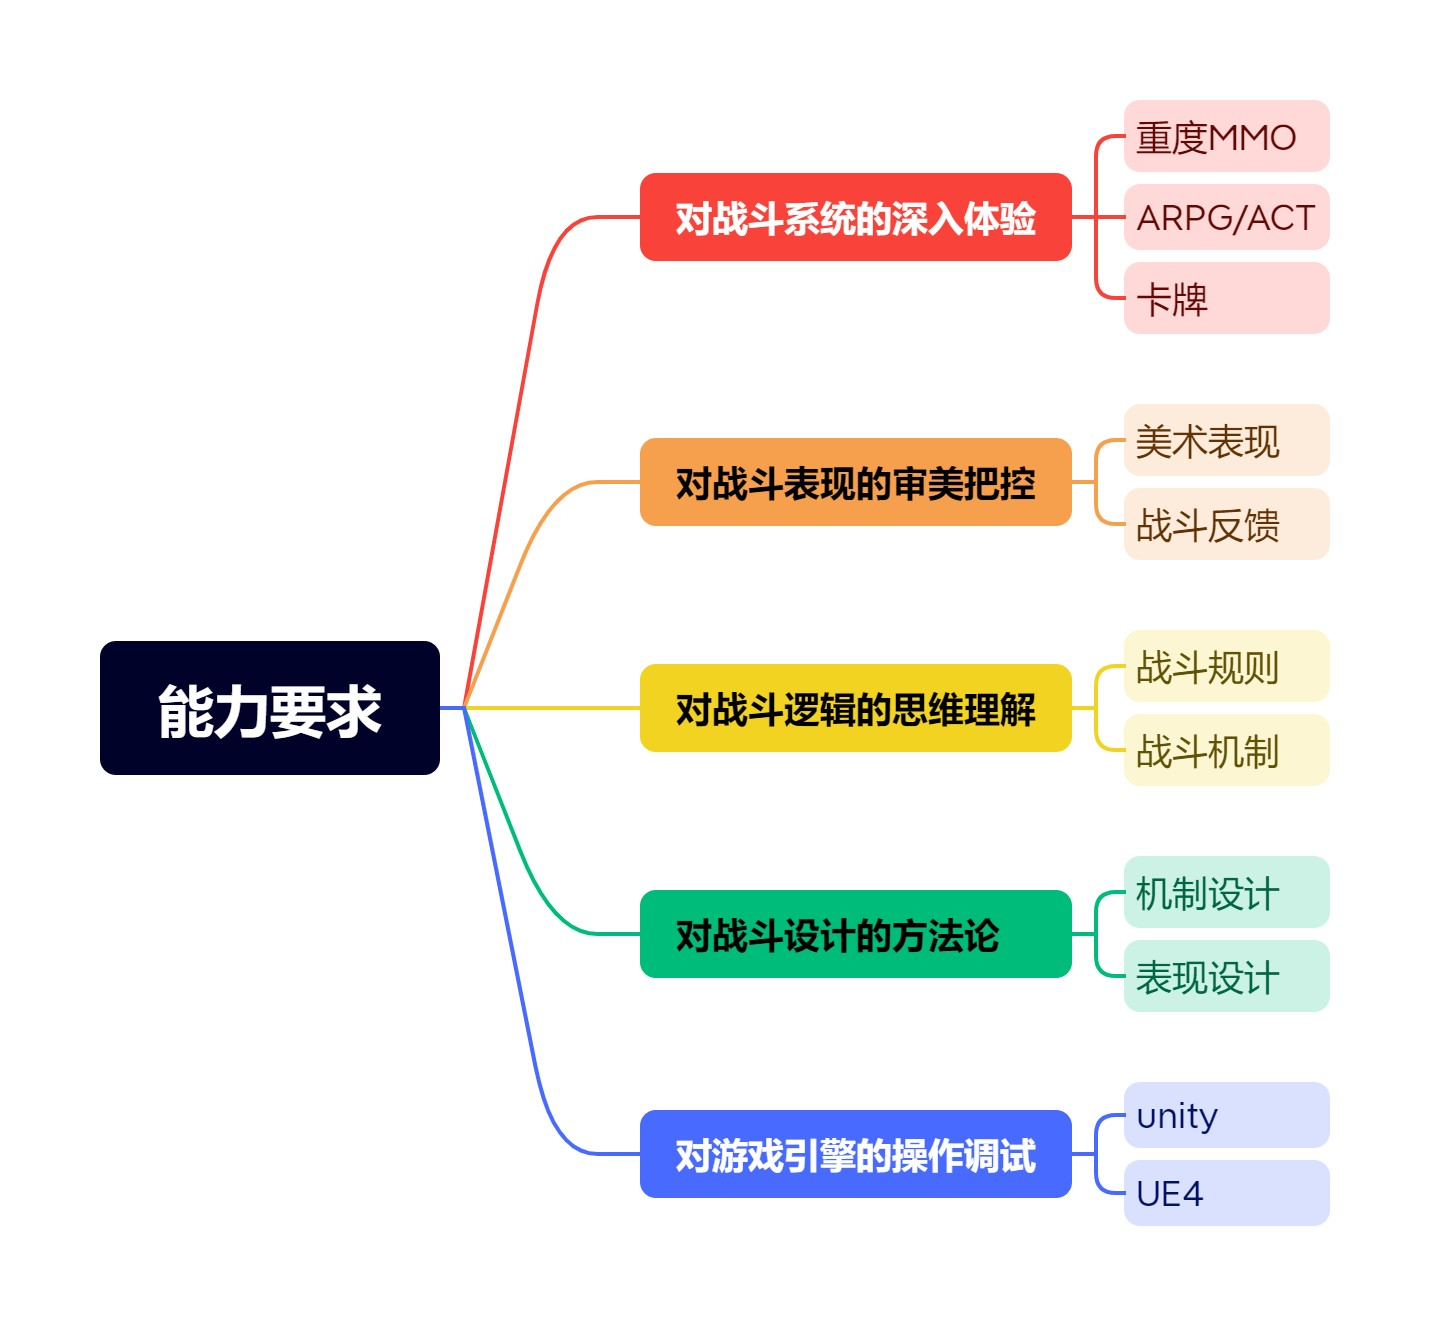 能力要求
对战斗系统的深入体验
重度MMO
ARPG/ACT
卡牌
对战斗表现的审美把控
美术表现
战斗反馈
对战斗逻辑的思维理解
战斗规则
战斗机制
对战斗设计的方法论
机制设计
表现设计
对游戏引擎的操作调试
unity
UE4